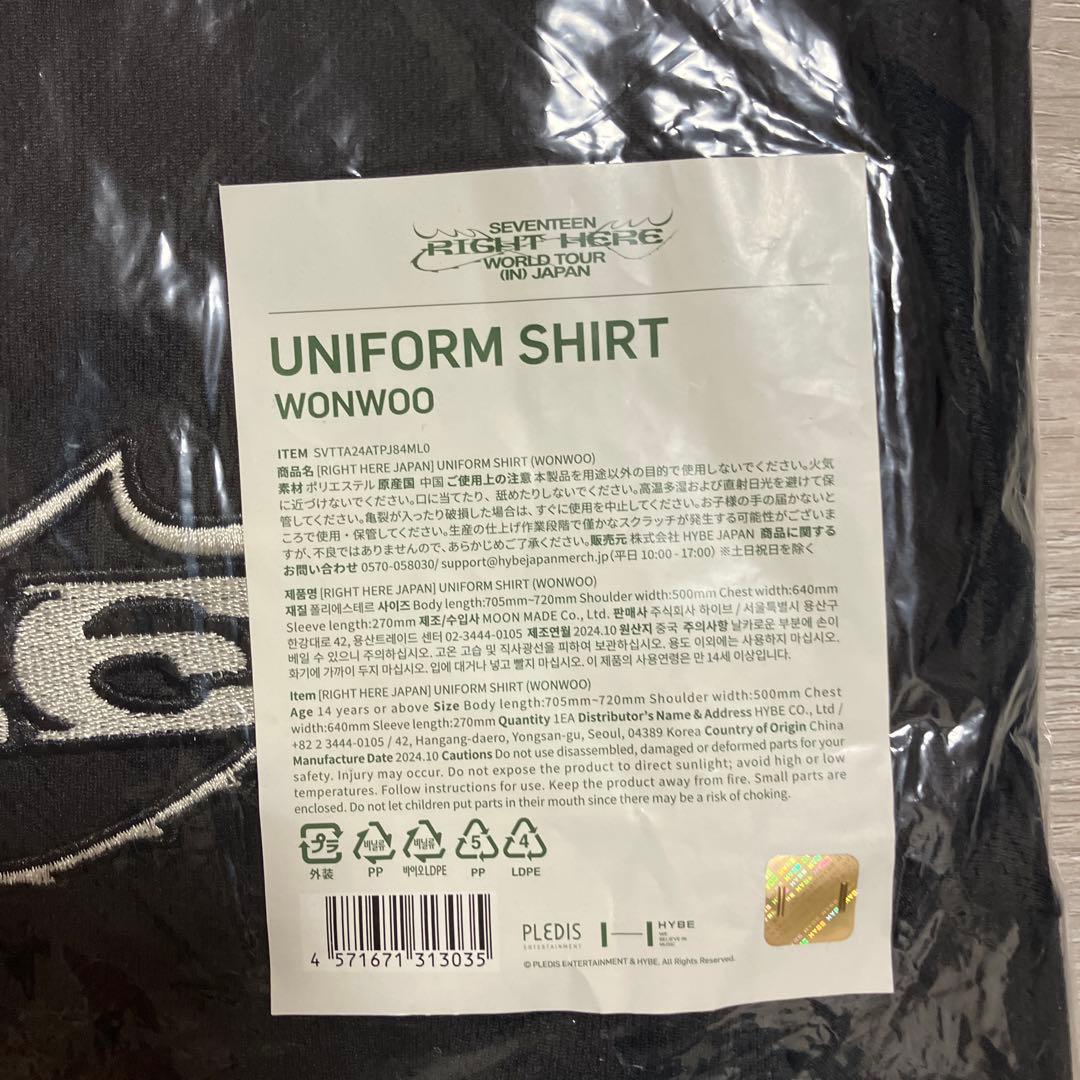 SEVENTEEN
RIGHT HERE
WORLD TOUR
(IN) JAPAN
UNIFORM SHIRT
WONWOO
ITEM SVTTA24ATPJ84ML0
商品名 [RIGHT HERE JAPAN] UNIFORM SHIRT (WONWOO)
素材 ポリエステル 原産国 中国 ご使用上の注意 本製品を用途以外の目的で使用しないでください。火気
に近づけないでください。口に当てたり、舐めたりしないでください。高温多湿および直射日光を避けて保
管してください。亀裂が入ったり破損した場合は、すぐに使用を中止してください。お子様の手の届かないと
ころで使用・保管してください。生産の仕上げ作業段階で僅かなスクラッチが発生する可能性がございま
すが、不良ではありませんので、あらかじめご了承ください。販売元 株式会社 HYBE JAPAN 商品に関する
お問い合わせ 0570-058030/ support@hybejapanmerch.jp(平日 10:00 - 17:00) ※土日祝日を除く
제품명 [RIGHT HERE JAPAN] UNIFORM SHIRT (WONWOO)
재질 폴리에스테르 사이즈 Body length:705mm~720mm Shoulder width:500mm Chest width:640mm
Sleeve length:270mm 제조/수입사 MOON MADE Co., Ltd. 판매사 주식회사 하이브 / 서울특별시 용산구
한강대로 42, 용산트레이드 센터 02-3444-0105 제조연월 2024.10 원산지 중국 주의사항 날카로운 부분에 손이
베일 수 있으니 주의하십시오. 고온 고습 및 직사광선을 피하여 보관하십시오. 용도 이외에는 사용하지 마십시오.
화기에 가까이 두지 마십시오. 입에 대거나 넣고 빨지 마십시오. 이 제품의 사용연령은 만 14세 이상입니다.
Item [RIGHT HERE JAPAN] UNIFORM SHIRT (WONWOO)
Age 14 years or above Size Body length:705mm~720mm Shoulder width:500mm Chest
width:640mm Sleeve length:270mm Quantity 1EA Distributor's Name & Address HYBE CO., Ltd /
+82 2 3444-0105 / 42, Hangang-daero, Yongsan-gu, Seoul, 04389 Korea Country of Origin China
Manufacture Date 2024.10 Cautions Do not use disassembled, damaged or deformed parts for your
safety. Injury may occur. Do not expose the product to direct sunlight; avoid high or low
temperatures. Follow instructions for use. Keep the product away from fire. Small parts are
enclosed. Do not let children put parts in their mouth since there may be a risk of choking.
プラ 비닐류 비닐류 5 4
外装 PP 바이오LDPE PP LDPE
4 571671 313035
PLEDIS
ENTERTAINMENT
HYBE
WE
BELIEVE IN
MUSIC
© PLEDIS ENTERTAINMENT & HYBE. All Rights Reserved.